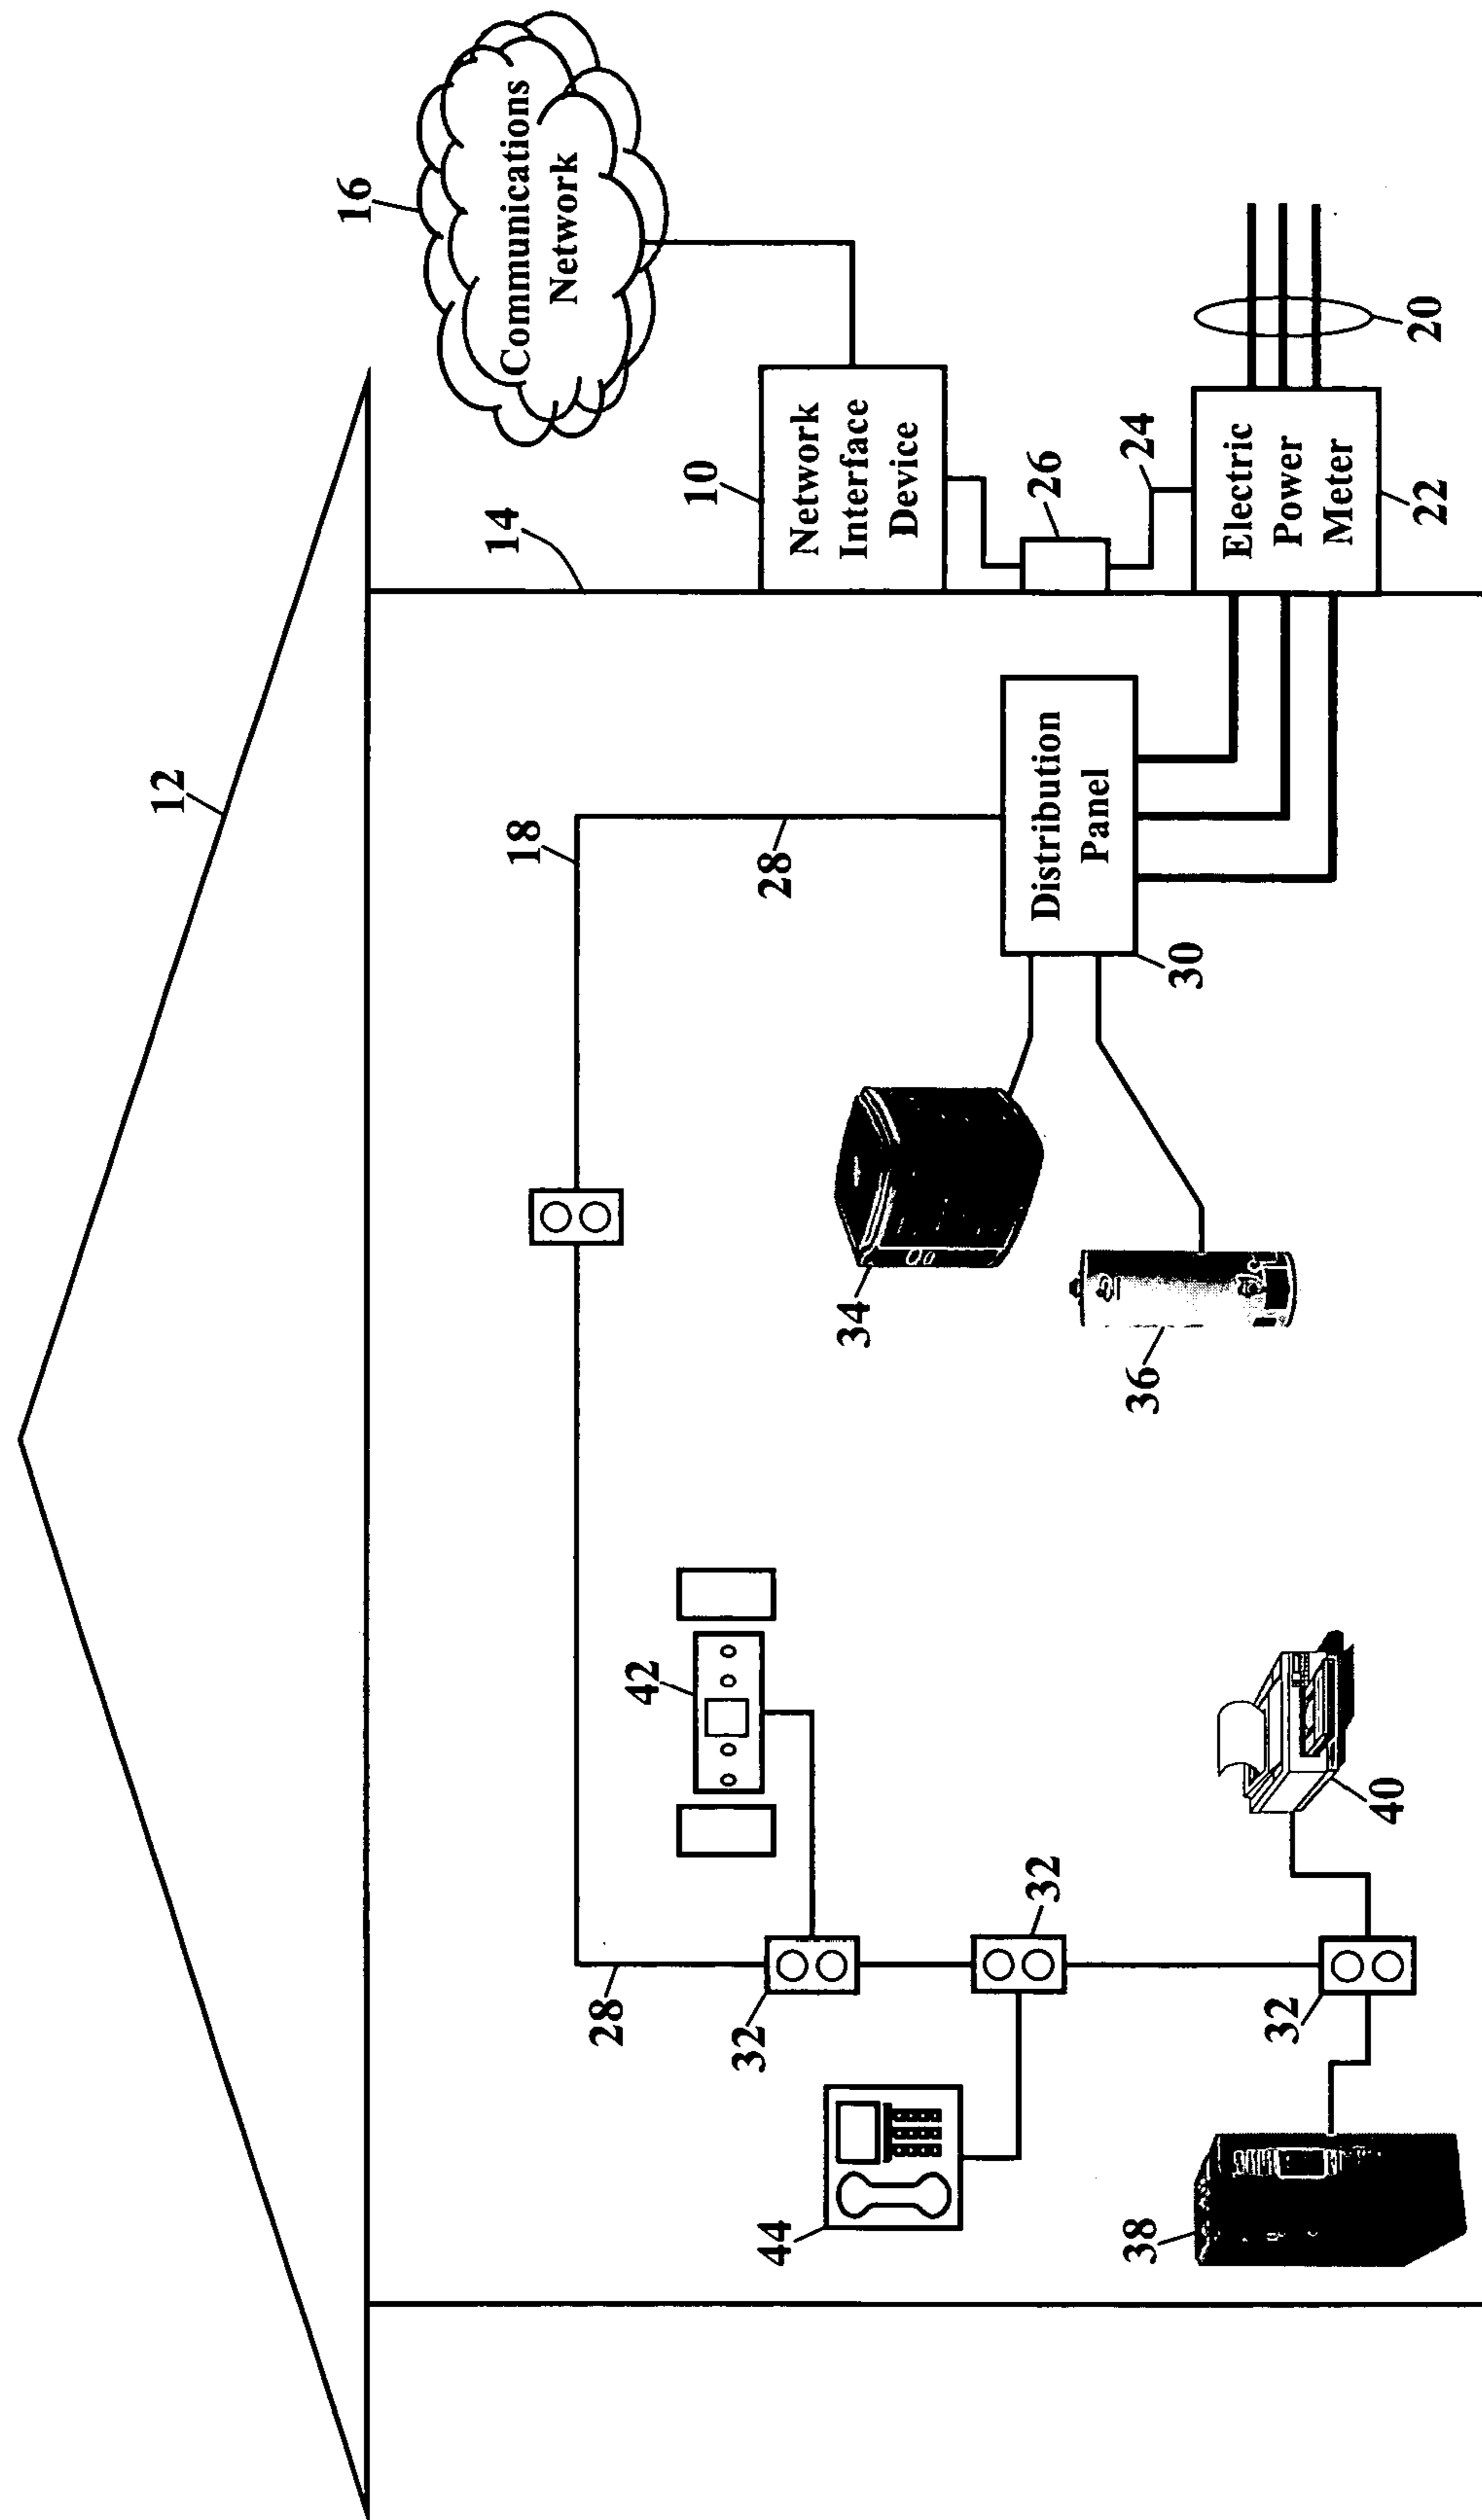 12
16
Communications
Network
14
10
Network
Interface
Device
26
24
Electric
Power
Meter
22
20
18
28
Distribution
Panel
30
34
36
42
28
32
32
32
40
44
38